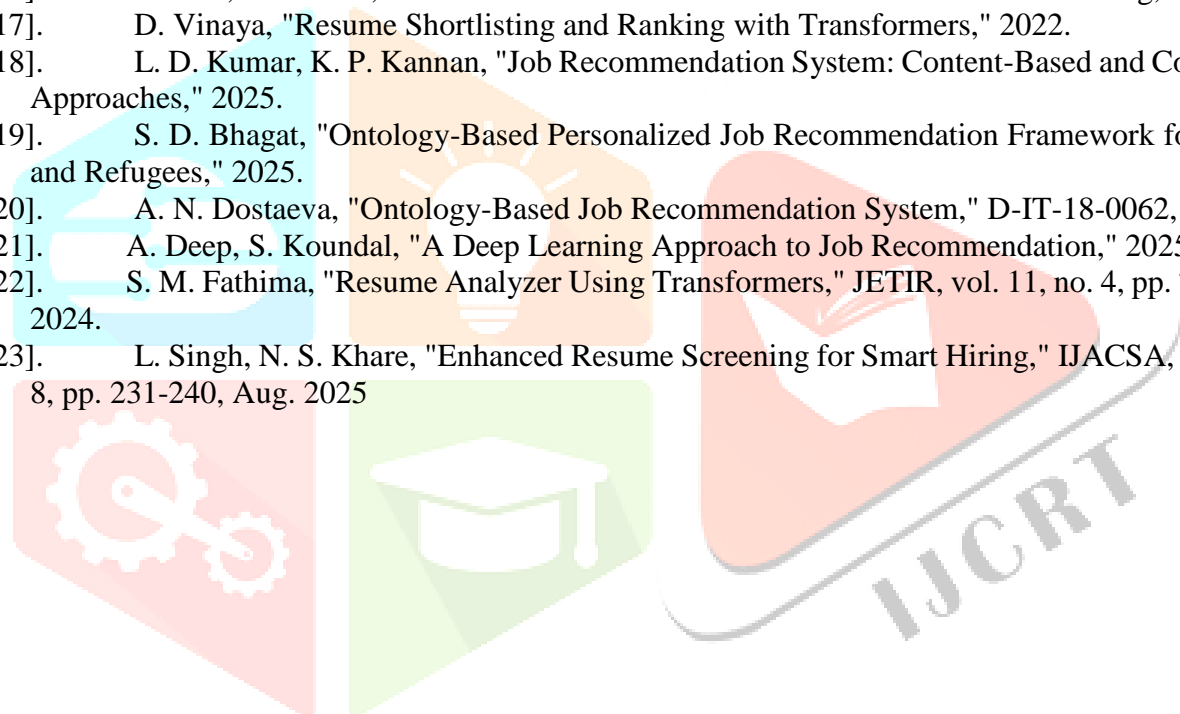 17]. D. Vinaya, "Resume Shortlisting and Ranking with Transformers," 2022.
18]. L. D. Kumar, K. P. Kannan, "Job Recommendation System: Content-Based and Co
Approaches," 2025.
19]. S. D. Bhagat, "Ontology-Based Personalized Job Recommendation Framework fo
and Refugees," 2025.
20]. A. N. Dostaeva, "Ontology-Based Job Recommendation System," D-IT-18-0062,
21]. A. Deep, S. Koundal, "A Deep Learning Approach to Job Recommendation," 2025
22]. S. M. Fathima, "Resume Analyzer Using Transformers," JETIR, vol. 11, no. 4, pp.
2024.
23]. L. Singh, N. S. Khare, "Enhanced Resume Screening for Smart Hiring," IJACSA,
8, pp. 231-240, Aug. 2025
IJCRT